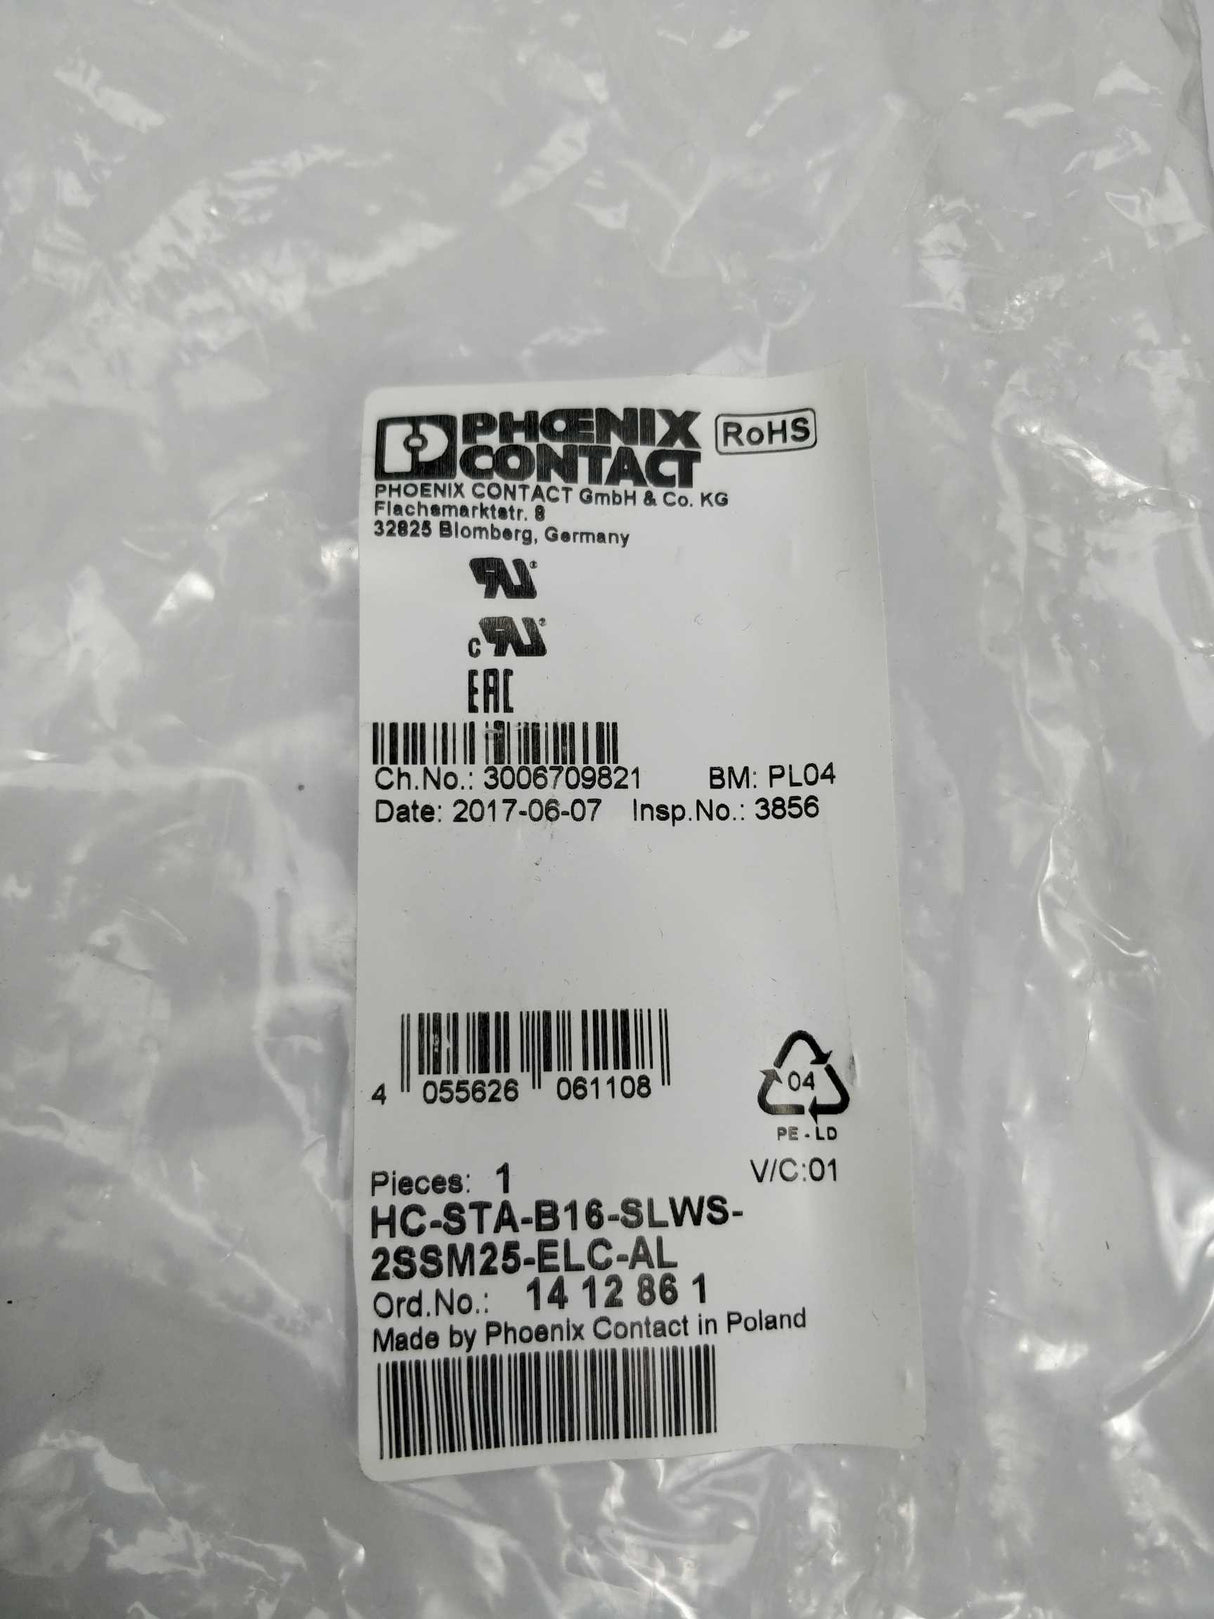 PHŒNIX
CONTACT
RoHS
PHOENIX CONTACT GmbH & Co. KG
Flachsmarktstr. 8
32825 Blomberg, Germany
c
EAC
Ch.No.: 3006709821 BM: PL04
Date: 2017-06-07 Insp.No.: 3856
4 055626 061108
04
PE-LD
Pieces: 1 V/C:01
HC-STA-B16-SLWS-
2SSM25-ELC-AL
Ord.No.: 14 12 86 1
Made by Phoenix Contact in Poland